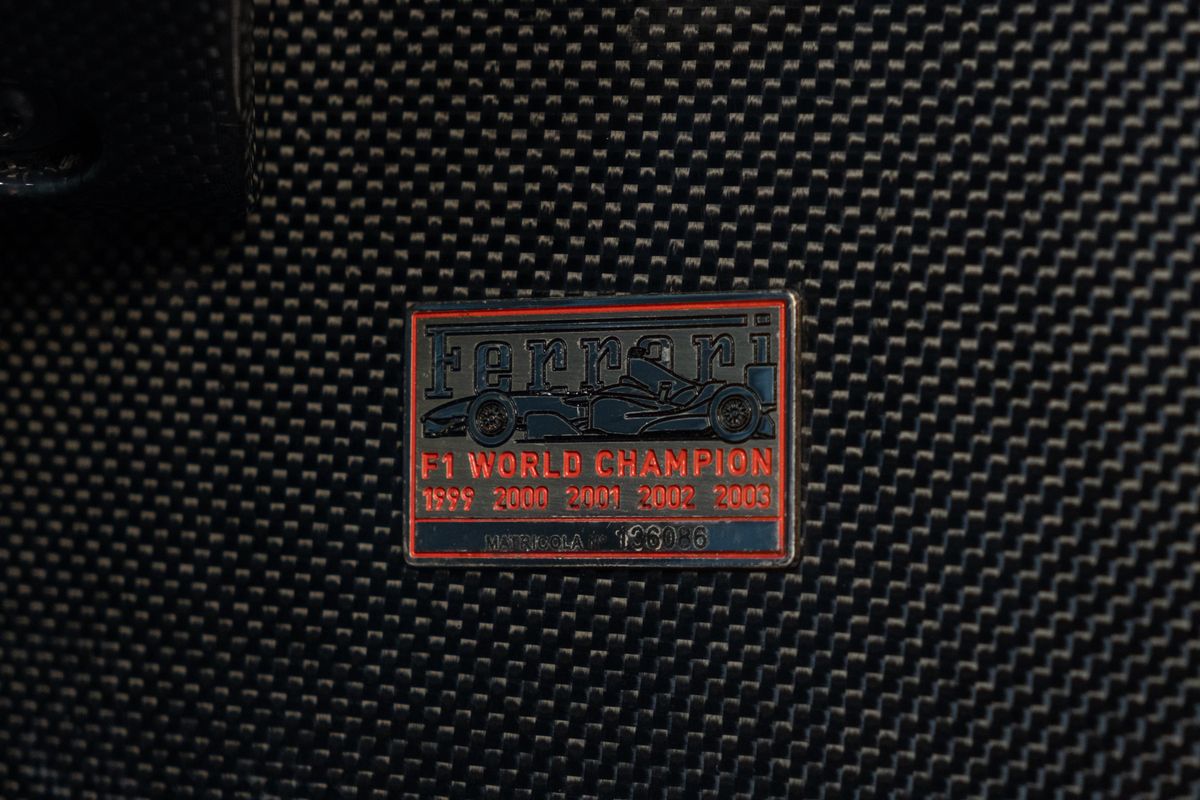 Ferrari
F1 WORLD CHAMPION
1999 2000 2001 2002 2003
MATRICOLA N° 136086